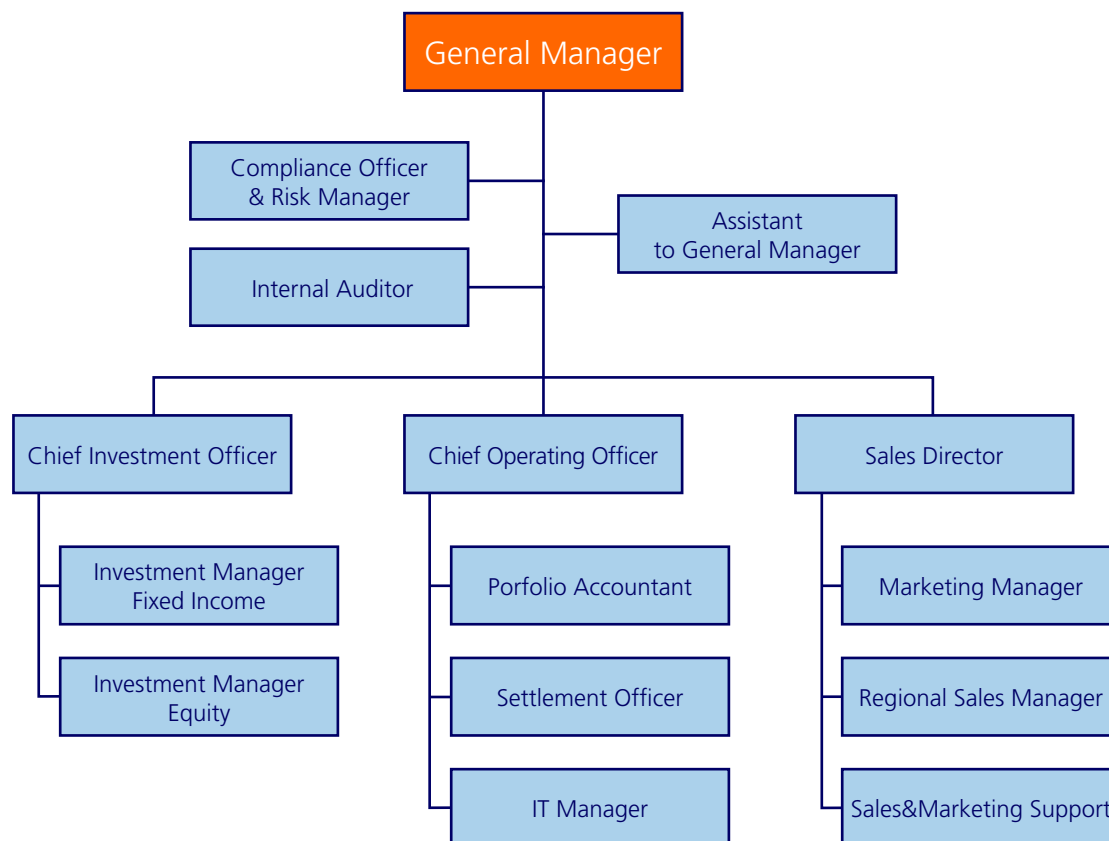 General Manager
Compliance Officer
& Risk Manager
Assistant
to General Manager
Internal Auditor
Chief Investment Officer
Chief Operating Officer
Sales Director
Investment Manager
Fixed Income
Porfolio Accountant
Marketing Manager
Investment Manager
Equity
Settlement Officer
Regional Sales Manager
IT Manager
Sales&Marketing Support